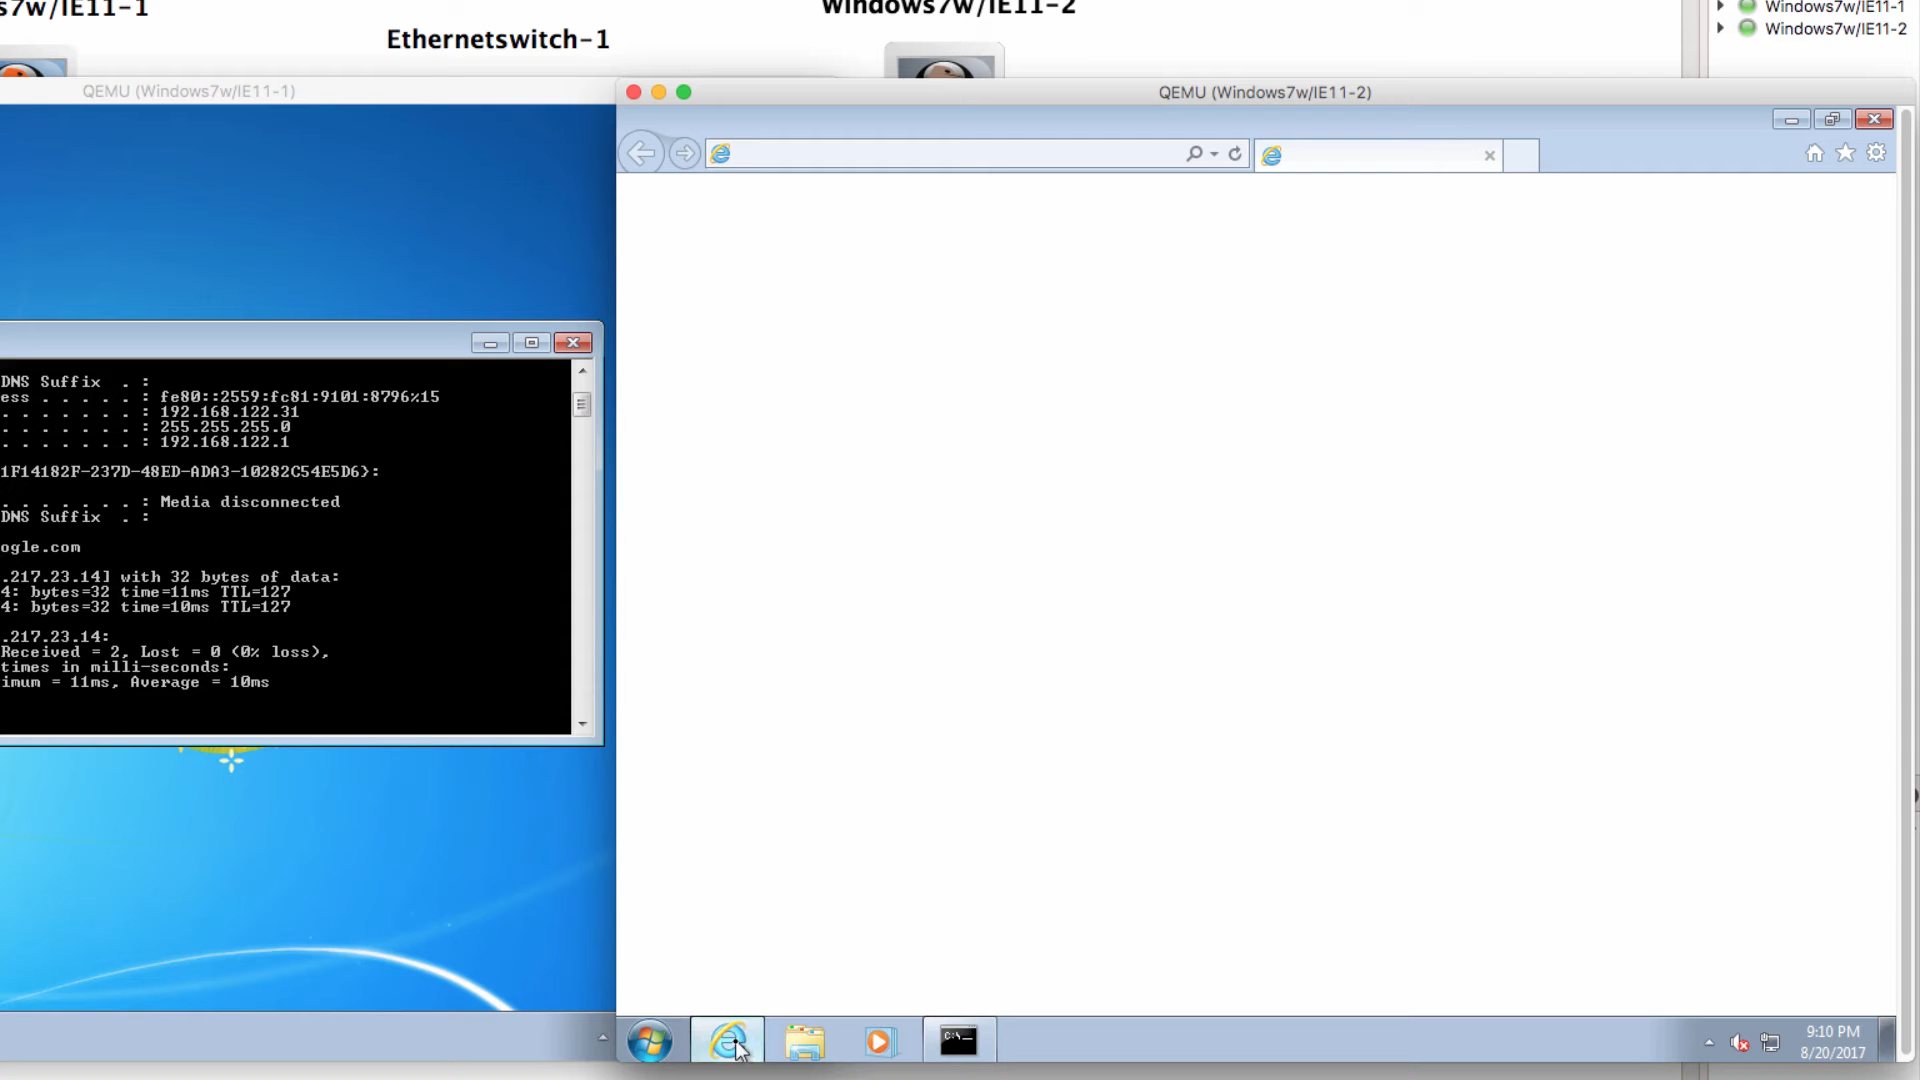 s7w/IE11-1
Ethernetswitch-1
Windows7w/IE11-2
Windows7w/IE11-1
Windows7w/IE11-2
QEMU (Windows7w/IE11-1)
QEMU (Windows7w/IE11-2)
DNS Suffix . :
ess . . . . . : fe80::2559:fc81:9101:8796%15
. . . . . . . : 192.168.122.31
. . . . . . . : 255.255.255.0
. . . . . . . : 192.168.122.1
1F14182F-237D-48ED-ADA3-10282C54E5D6}:
. . . . . . . : Media disconnected
DNS Suffix . :
ogle.com
.217.23.14] with 32 bytes of data:
4: bytes=32 time=11ms TTL=127
4: bytes=32 time=10ms TTL=127
.217.23.14:
Received = 2, Lost = 0 (0% loss),
times in milli-seconds:
imum = 11ms, Average = 10ms
C:\_
9:10 PM
8/20/2017